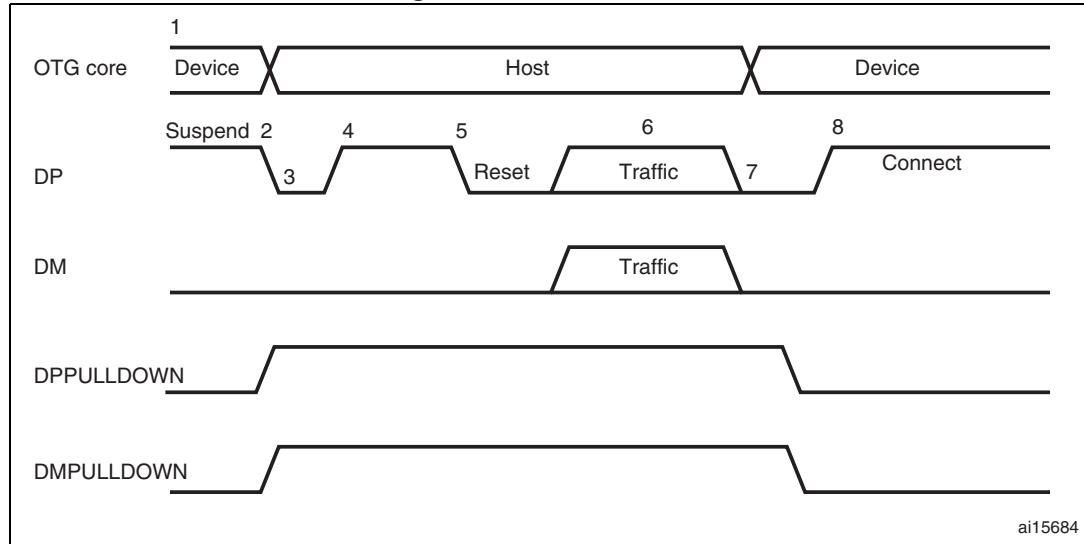 1
OTG core Device Host Device
Suspend 2 4 5 6 8
DP 3 Reset Traffic 7 Connect
DM Traffic
DPPULLDOWN
DMPULLDOWN
ai15684